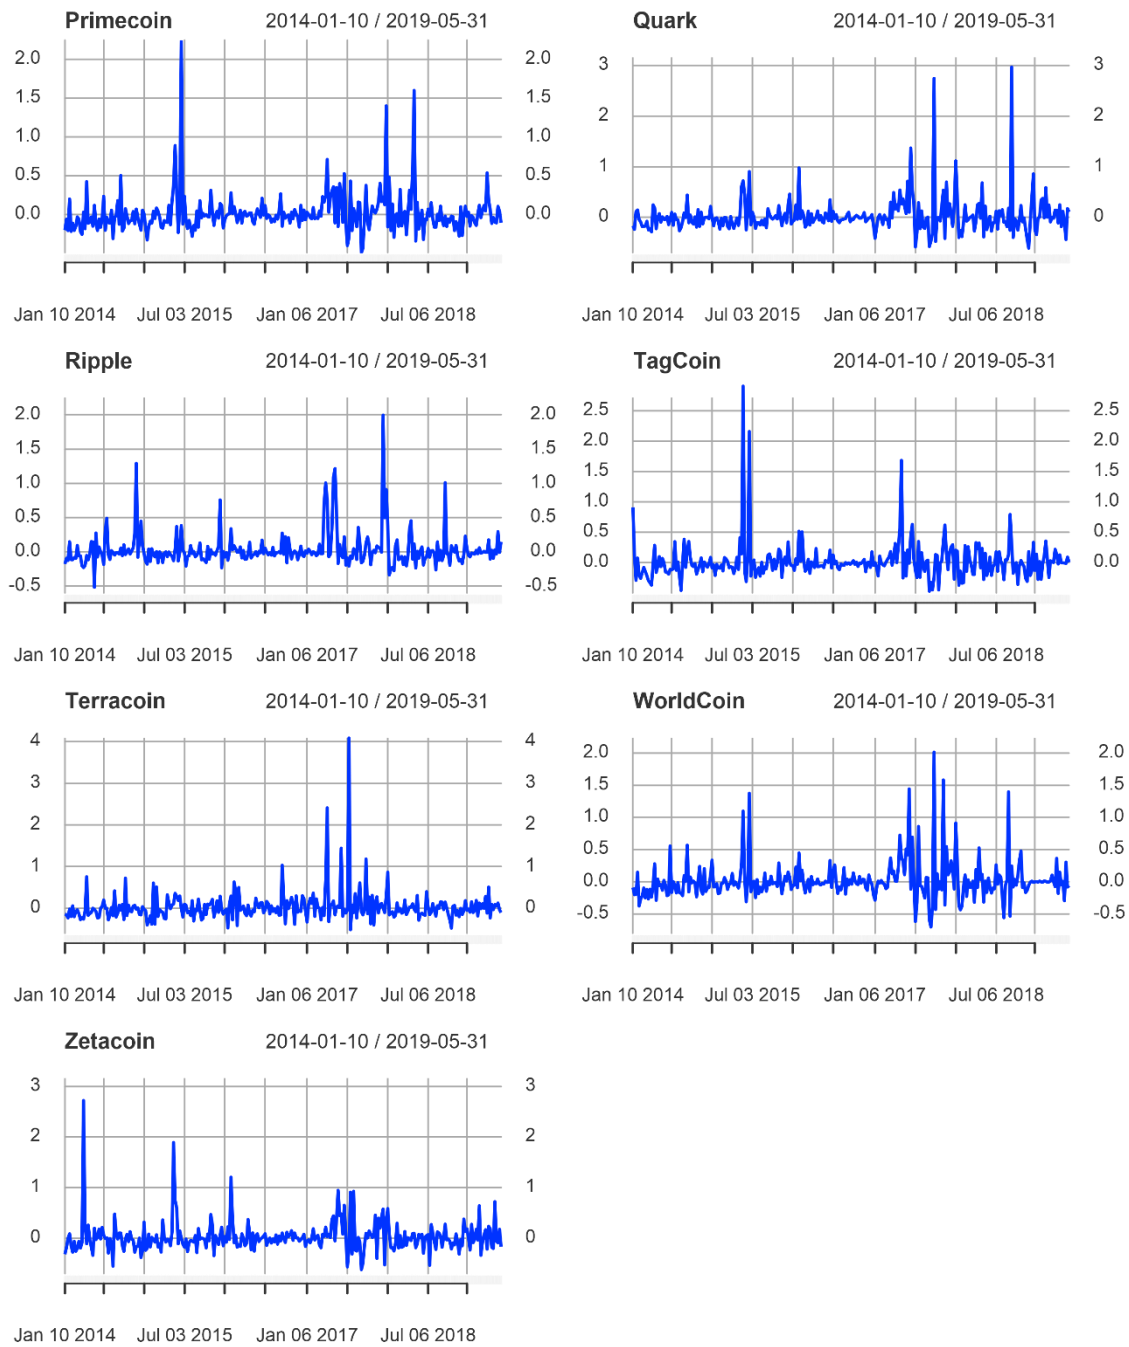 Primecoin 2014-01-10 / 2019-05-31
2.0 2.0
1.5 1.5
1.0 1.0
0.5 0.5
0.0 0.0
Jan 10 2014 Jul 03 2015 Jan 06 2017 Jul 06 2018
Quark 2014-01-10 / 2019-05-31
3 3
2 2
1 1
0 0
Jan 10 2014 Jul 03 2015 Jan 06 2017 Jul 06 2018
Ripple 2014-01-10 / 2019-05-31
2.0 2.0
1.5 1.5
1.0 1.0
0.5 0.5
0.0 0.0
-0.5 -0.5
Jan 10 2014 Jul 03 2015 Jan 06 2017 Jul 06 2018
TagCoin 2014-01-10 / 2019-05-31
2.5 2.5
2.0 2.0
1.5 1.5
1.0 1.0
0.5 0.5
0.0 0.0
Jan 10 2014 Jul 03 2015 Jan 06 2017 Jul 06 2018
Terracoin 2014-01-10 / 2019-05-31
4 4
3 3
2 2
1 1
0 0
Jan 10 2014 Jul 03 2015 Jan 06 2017 Jul 06 2018
WorldCoin 2014-01-10 / 2019-05-31
2.0 2.0
1.5 1.5
1.0 1.0
0.5 0.5
0.0 0.0
-0.5 -0.5
Jan 10 2014 Jul 03 2015 Jan 06 2017 Jul 06 2018
Zetacoin 2014-01-10 / 2019-05-31
3 3
2 2
1 1
0 0
Jan 10 2014 Jul 03 2015 Jan 06 2017 Jul 06 2018